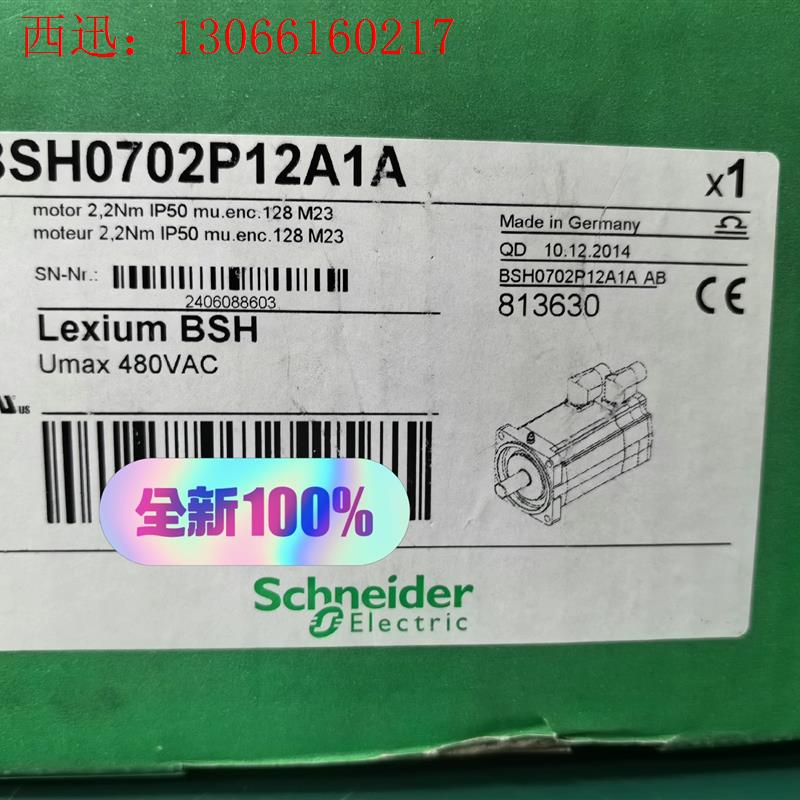 西迅：13066160217
BSH0702P12A1A
x1
motor 2,2Nm IP50 mu.enc.128 M23
moteur 2,2Nm IP50 mu.enc.128 M23
SN-Nr.:
2406088603
Made in Germany
QD 10.12.2014
BSH0702P12A1A AB
813630
CE
Lexium BSH
Umax 480VAC
us
全新100%
Schneider
Electric